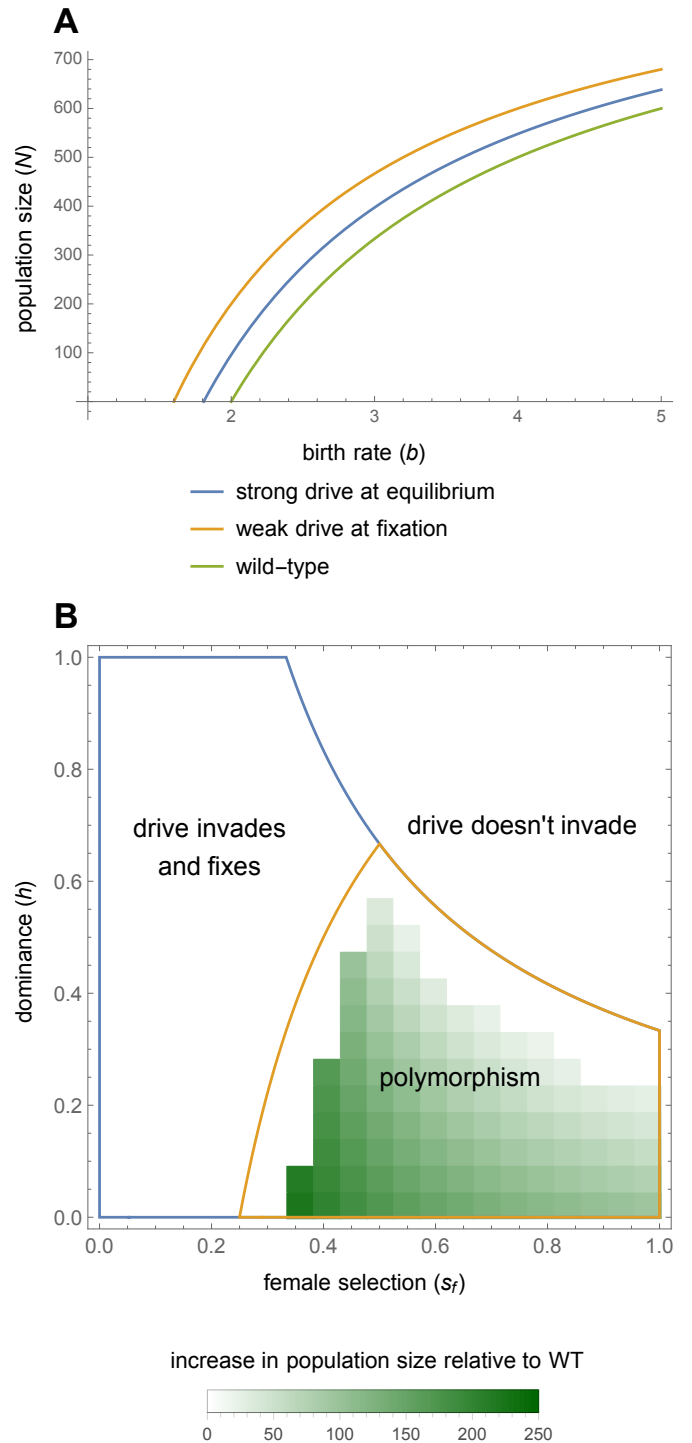 A
700
600
500
400
300
200
100
2
3
4
5
population size (N)
birth rate (b)
strong drive at equilibrium
weak drive at fixation
wild–type
B
1.0
0.8
0.6
0.4
0.2
0.0
dominance (h)
drive invades
and fixes
drive doesn't invade
polymorphism
0.0
0.2
0.4
0.6
0.8
1.0
female selection (sf)
increase in population size relative to WT
0
50
100
150
200
250